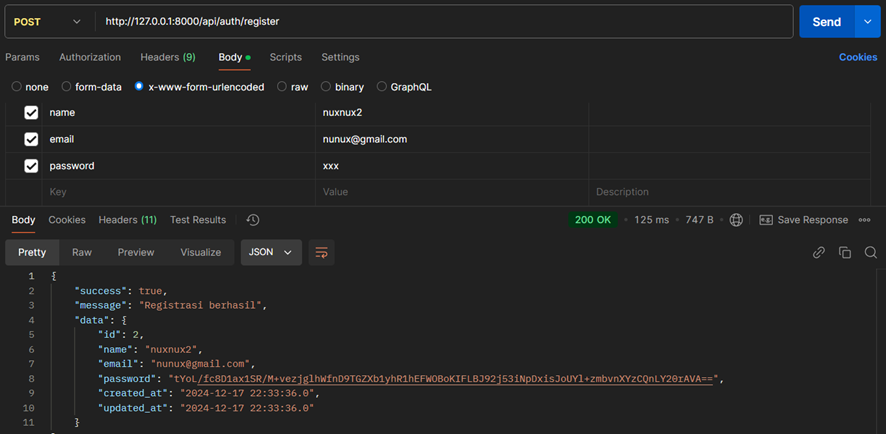 POST http://127.0.0.1:8000/api/auth/register Send
Params Authorization Headers (9) Body Scripts Settings Cookies
none form-data x-www-form-urlencoded raw binary GraphQL
name nuxnux2
email nunux@gmail.com
password xxx
Key Value Description
Body Cookies Headers (11) Test Results 200 OK • 125 ms • 747 B Save Response
Pretty Raw Preview Visualize JSON
1 {
2 "success": true,
3 "message": "Registrasi berhasil",
4 "data": {
5 "id": 2,
6 "name": "nuxnux2",
7 "email": "nunux@gmail.com",
8 "password": "tYoL/fc8D1ax1SR/M+vezjglhWfnD9TGZXb1yhR1hEFWOBoKIFLBJ92j53iNpDxisJoUYl+zmbvnXYzCQnLY20rAVA==",
9 "created_at": "2024-12-17 22:33:36.0",
10 "updated_at": "2024-12-17 22:33:36.0"
11 }